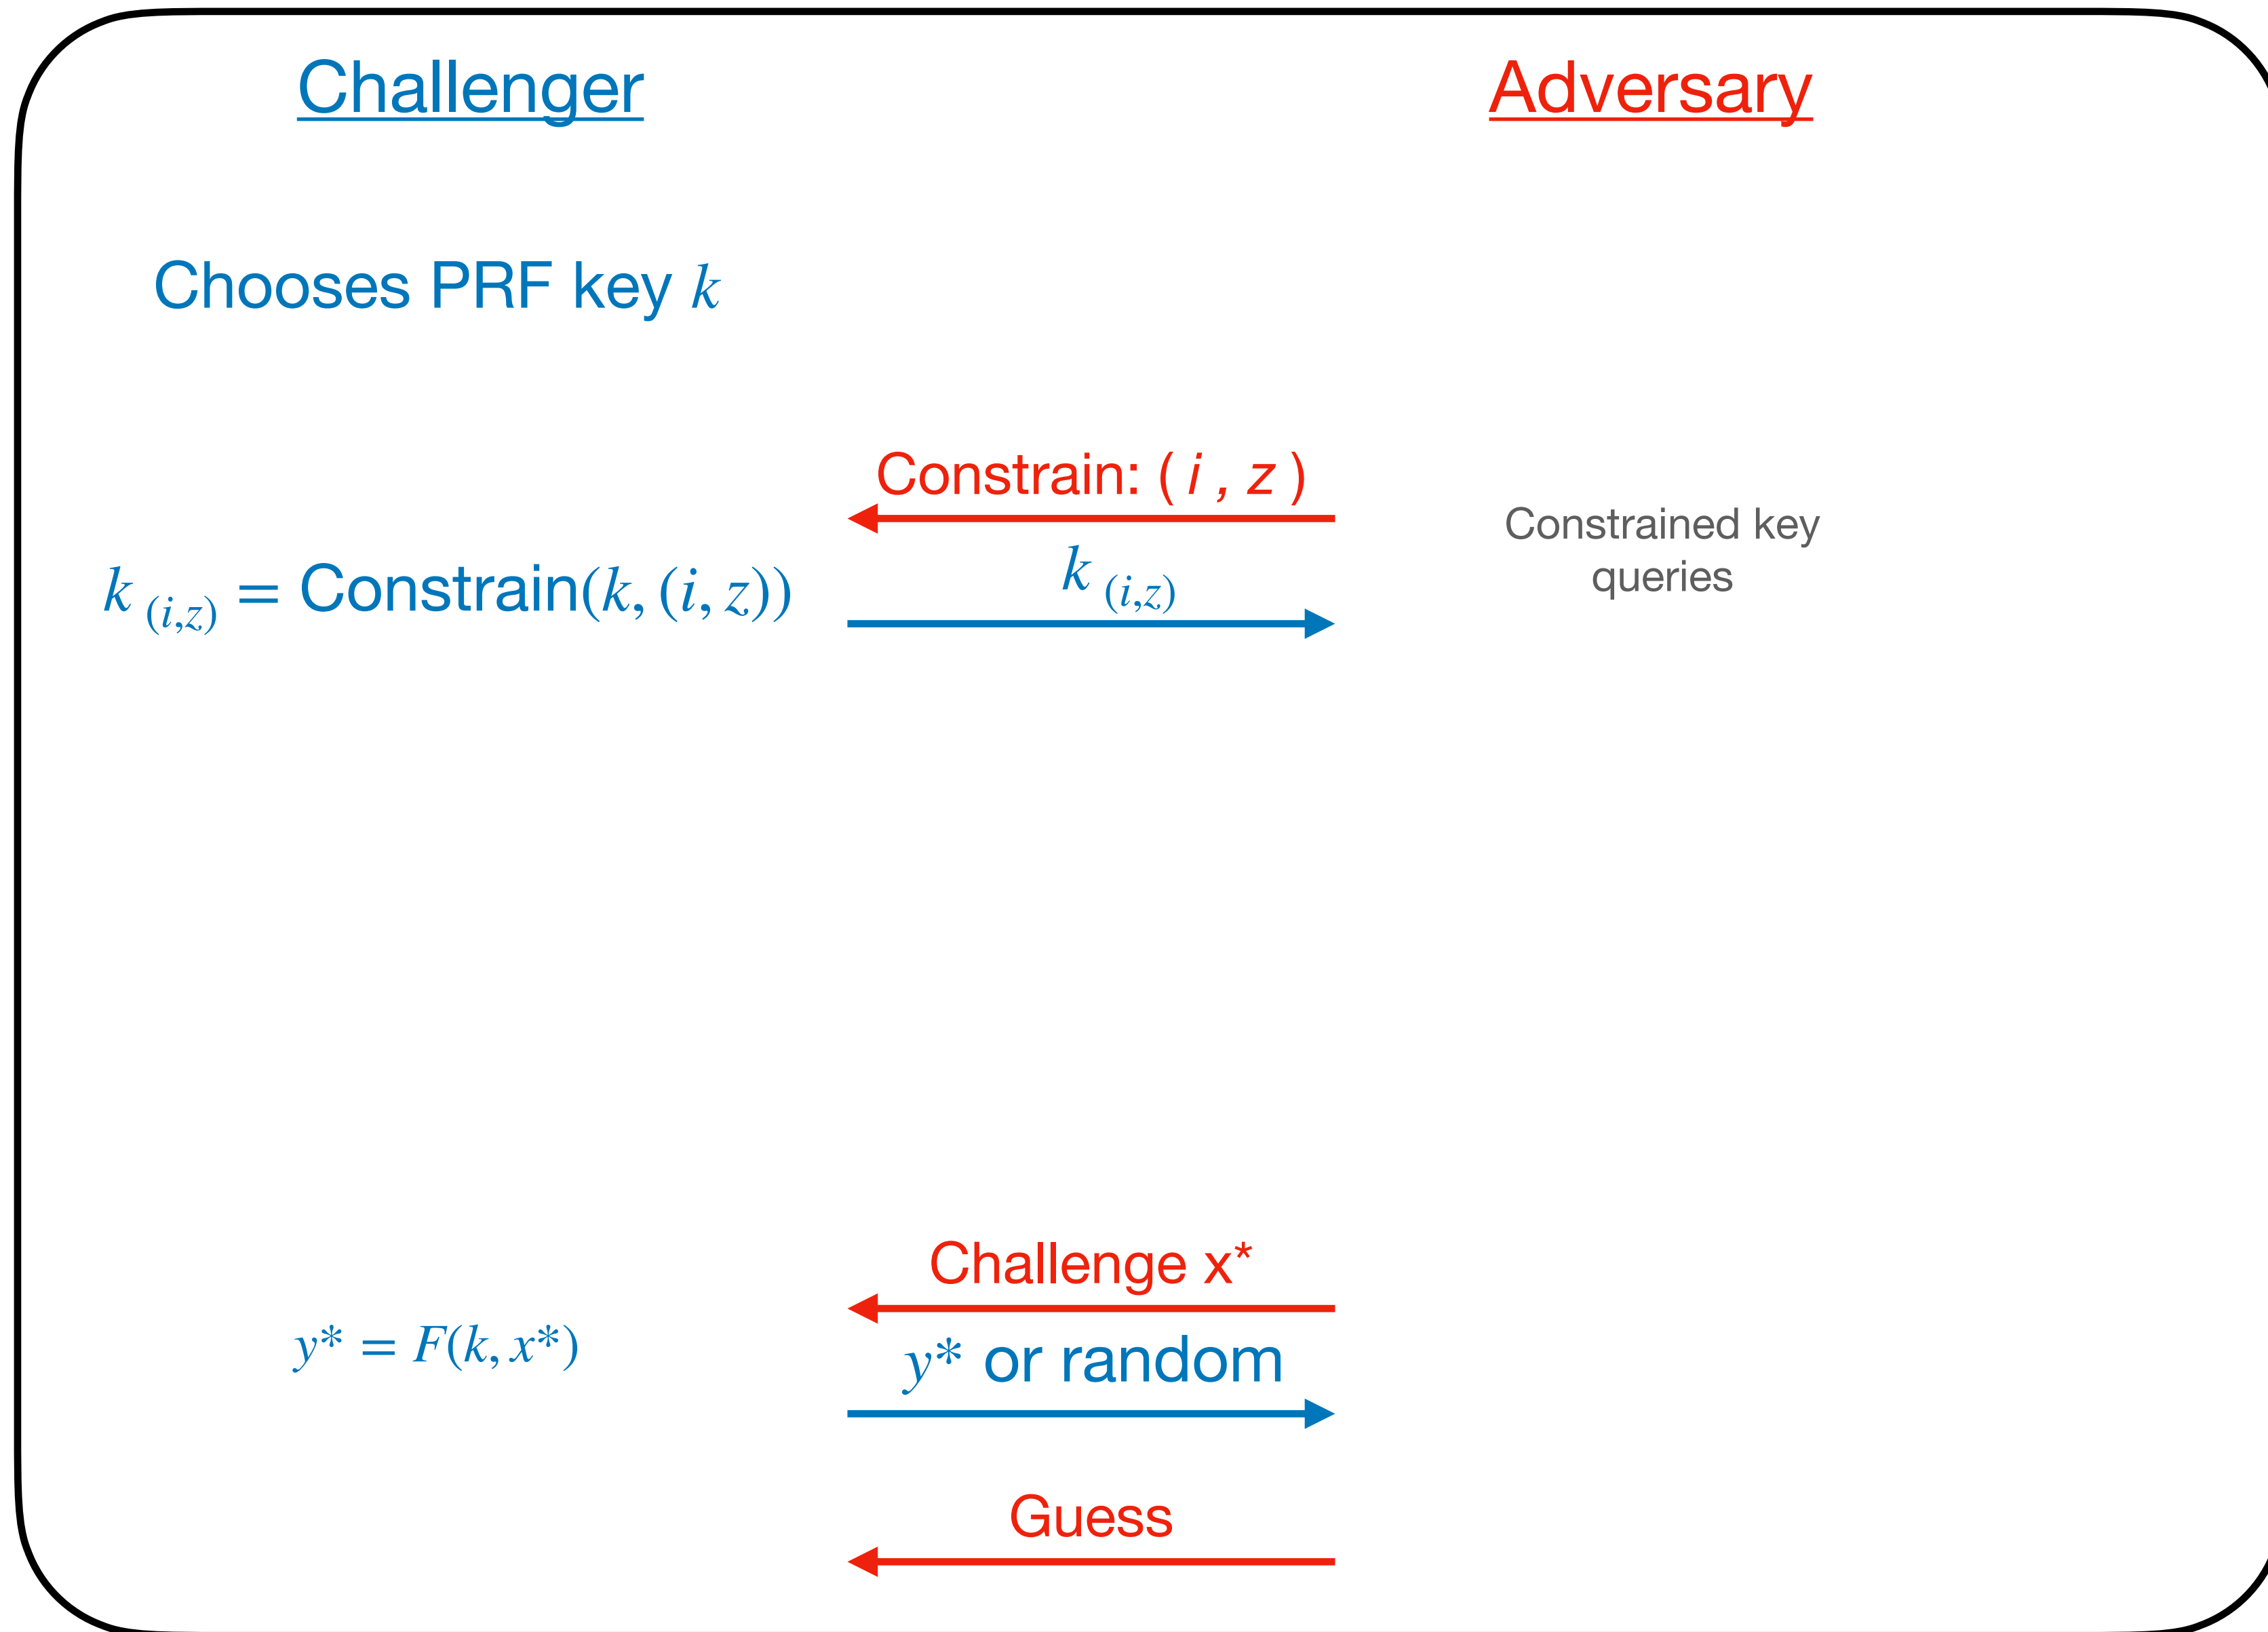 Challenger
Adversary
Chooses PRF key k
Constrain: ( i , z )
k(i,z) = Constrain(k, (i, z))
k(i,z)
Constrained key
queries
Challenge x*
y* = F(k, x*)
y* or random
Guess